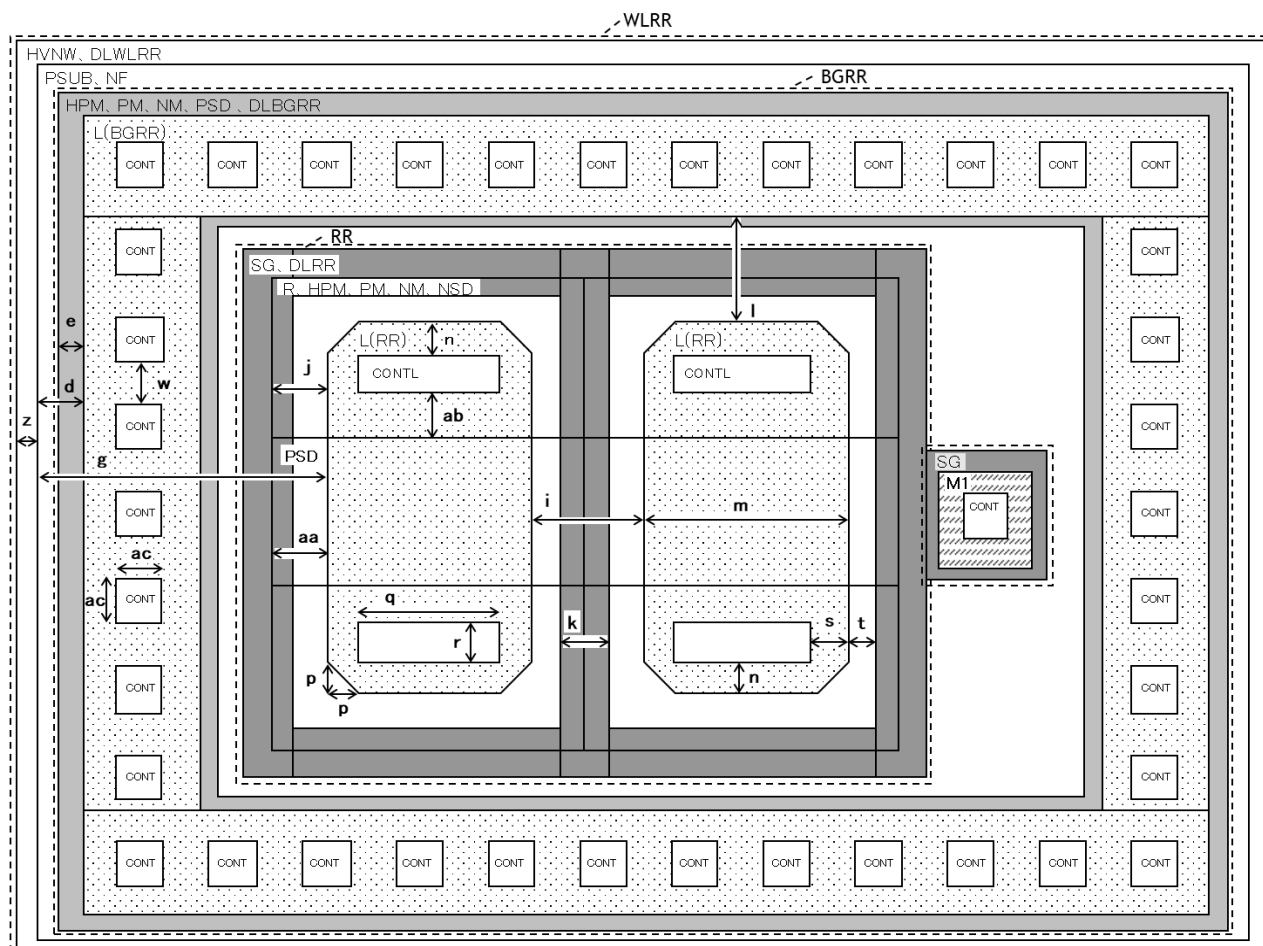 WLRR
HVNW、DLWLRR
PSUB、NF
BGRR
HPM、PM、NM、PSD 、DLBGRR
L(BGRR)
CONT CONT CONT CONT CONT CONT CONT CONT CONT CONT CONT CONT
RR
CONT CONT
SG、DLRR
R、HPM、PM、NM、NSD
l
e
CONT CONT
L(RR) n L(RR)
j CONTL CONTL
w
d
ab
z CONT CONT
PSD
g
SG
M1
i m
CONT CONT CONT
aa
ac
q
ac CONT CONT
k
r s t
p n
CONT CONT
p
CONT CONT
CONT CONT CONT CONT CONT CONT CONT CONT CONT CONT CONT CONT